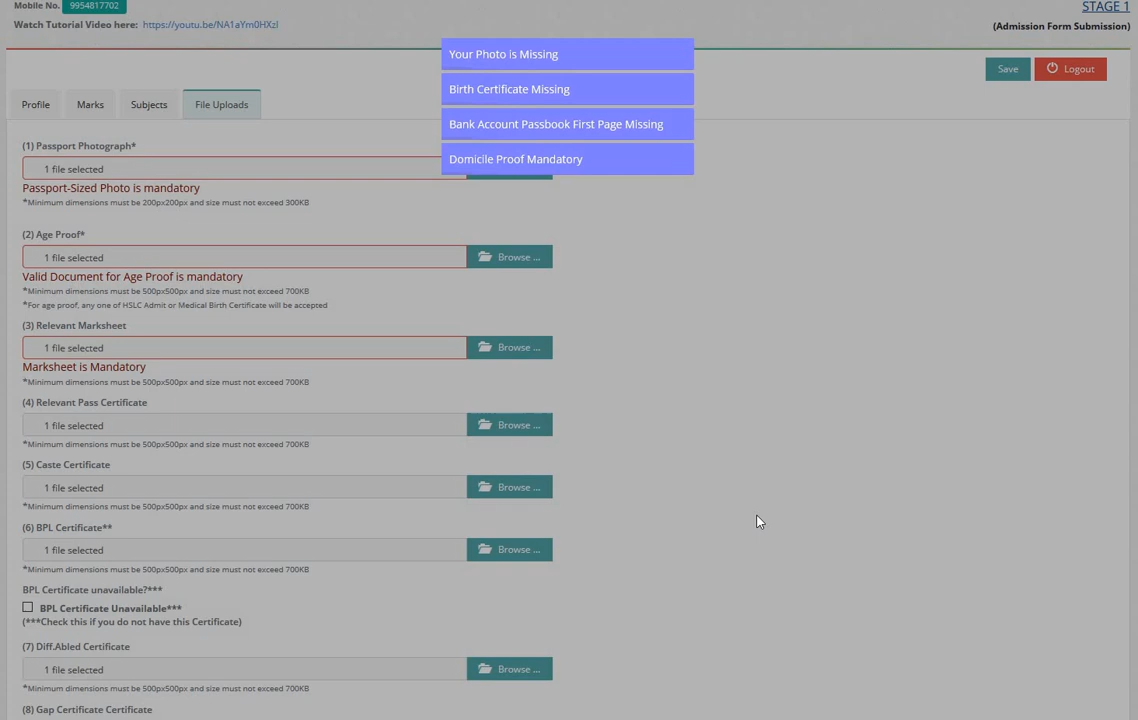 Mobile No. 9954817702
STAGE 1
Watch Tutorial Video here: https://youtu.be/NA1aYm0HXzI
(Admission Form Submission)
Your Photo is Missing
Birth Certificate Missing
Bank Account Passbook First Page Missing
Domicile Proof Mandatory
Save
Logout
Profile
Marks
Subjects
File Uploads
(1) Passport Photograph*
1 file selected
Passport-Sized Photo is mandatory
*Minimum dimensions must be 200px200px and size must not exceed 300KB
(2) Age Proof*
1 file selected
Browse ...
Valid Document for Age Proof is mandatory
*Minimum dimensions must be 500px500px and size must not exceed 700KB
*For age proof, any one of HSLC Admit or Medical Birth Certificate will be accepted
(3) Relevant Marksheet
1 file selected
Browse ...
Marksheet is Mandatory
*Minimum dimensions must be 500px500px and size must not exceed 700KB
(4) Relevant Pass Certificate
1 file selected
Browse ...
*Minimum dimensions must be 500px500px and size must not exceed 700KB
(5) Caste Certificate
1 file selected
Browse ...
*Minimum dimensions must be 500px500px and size must not exceed 700KB
(6) BPL Certificate**
1 file selected
Browse ...
*Minimum dimensions must be 500px500px and size must not exceed 700KB
BPL Certificate unavailable?***
BPL Certificate Unavailable***
(***Check this if you do not have this Certificate)
(7) Diff.Abled Certificate
1 file selected
Browse ...
*Minimum dimensions must be 500px500px and size must not exceed 700KB
(8) Gap Certificate Certificate